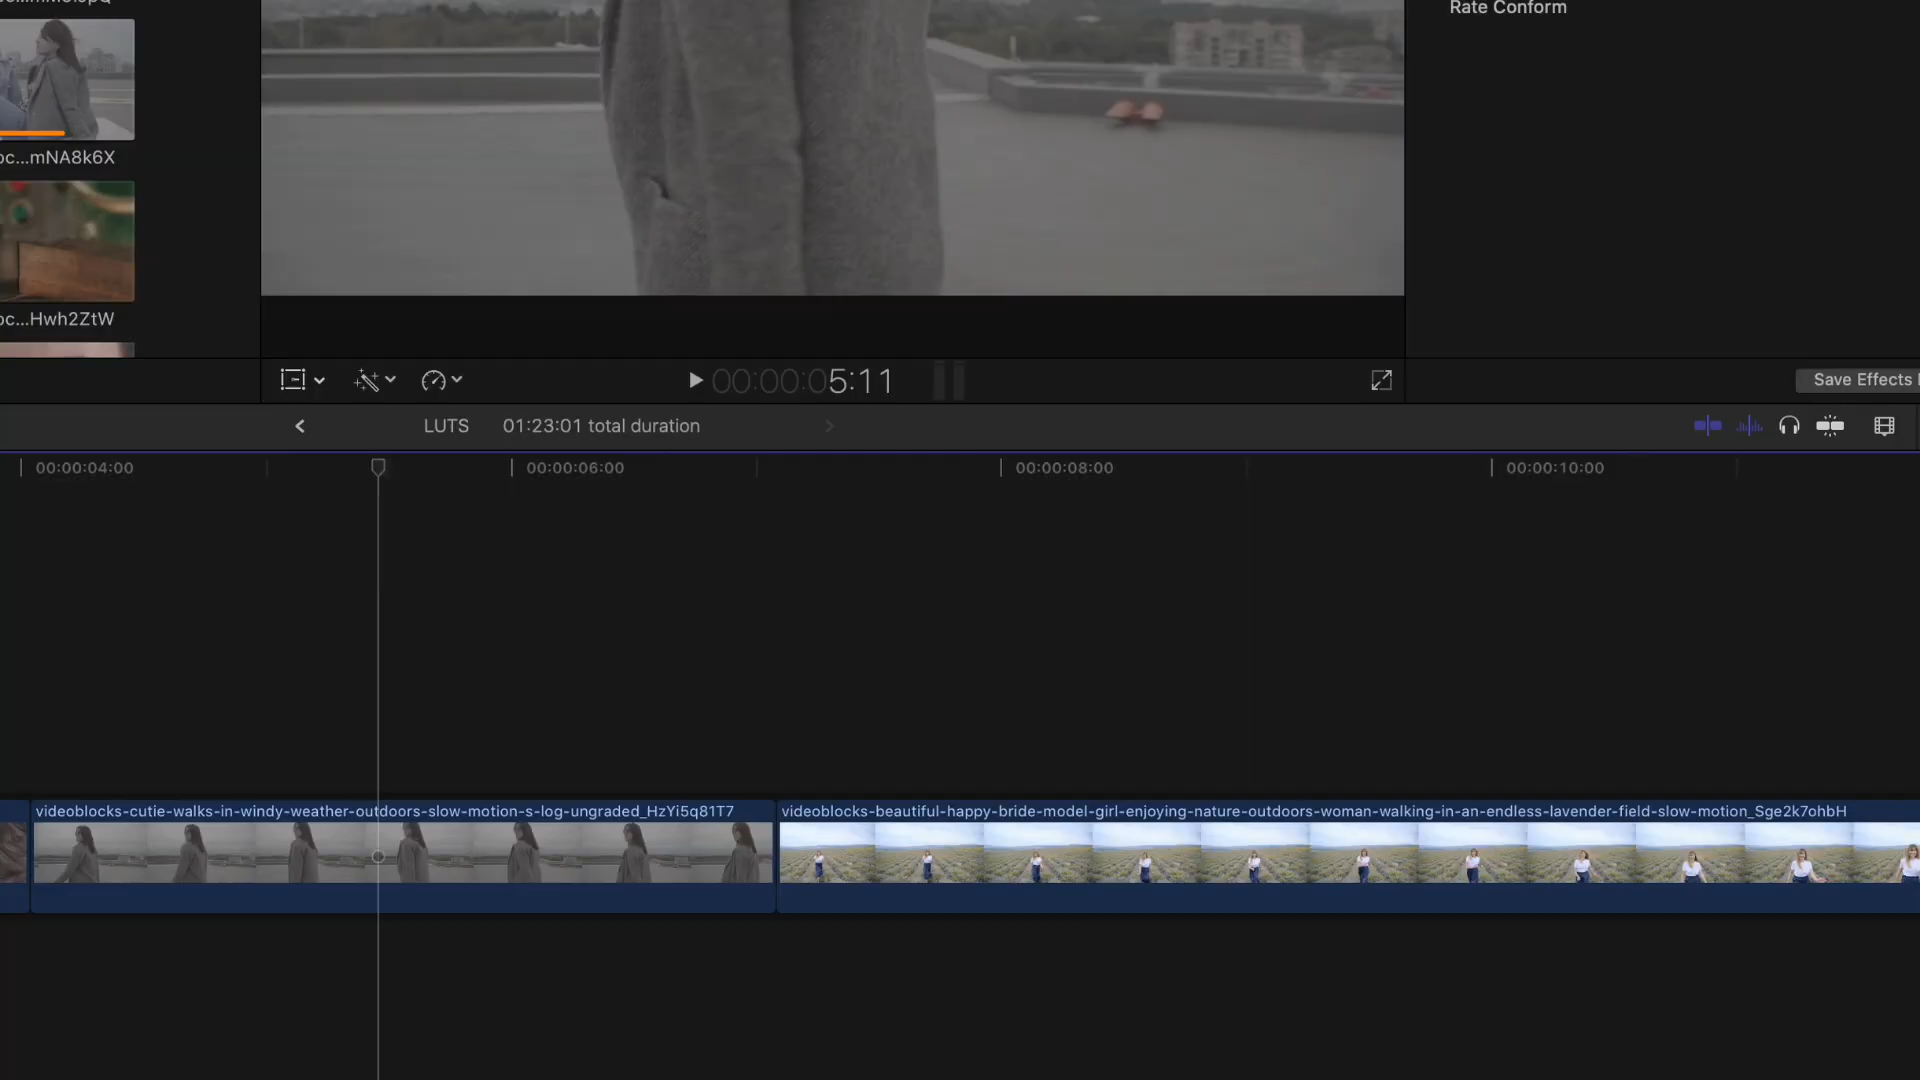 Rate Conform
oc...mNA8k6X
oc...Hwh2ZtW
00:00:05:11
Save Effects
LUTS 01:23:01 total duration
00:00:04:00 00:00:06:00 00:00:08:00 00:00:10:00
videoblocks-cutie-walks-in-windy-weather-outdoors-slow-motion-s-log-ungraded_HzYi5q81T7
videoblocks-beautiful-happy-bride-model-girl-enjoying-nature-outdoors-woman-walking-in-an-endless-lavender-field-slow-motion_Sge2k7ohbH